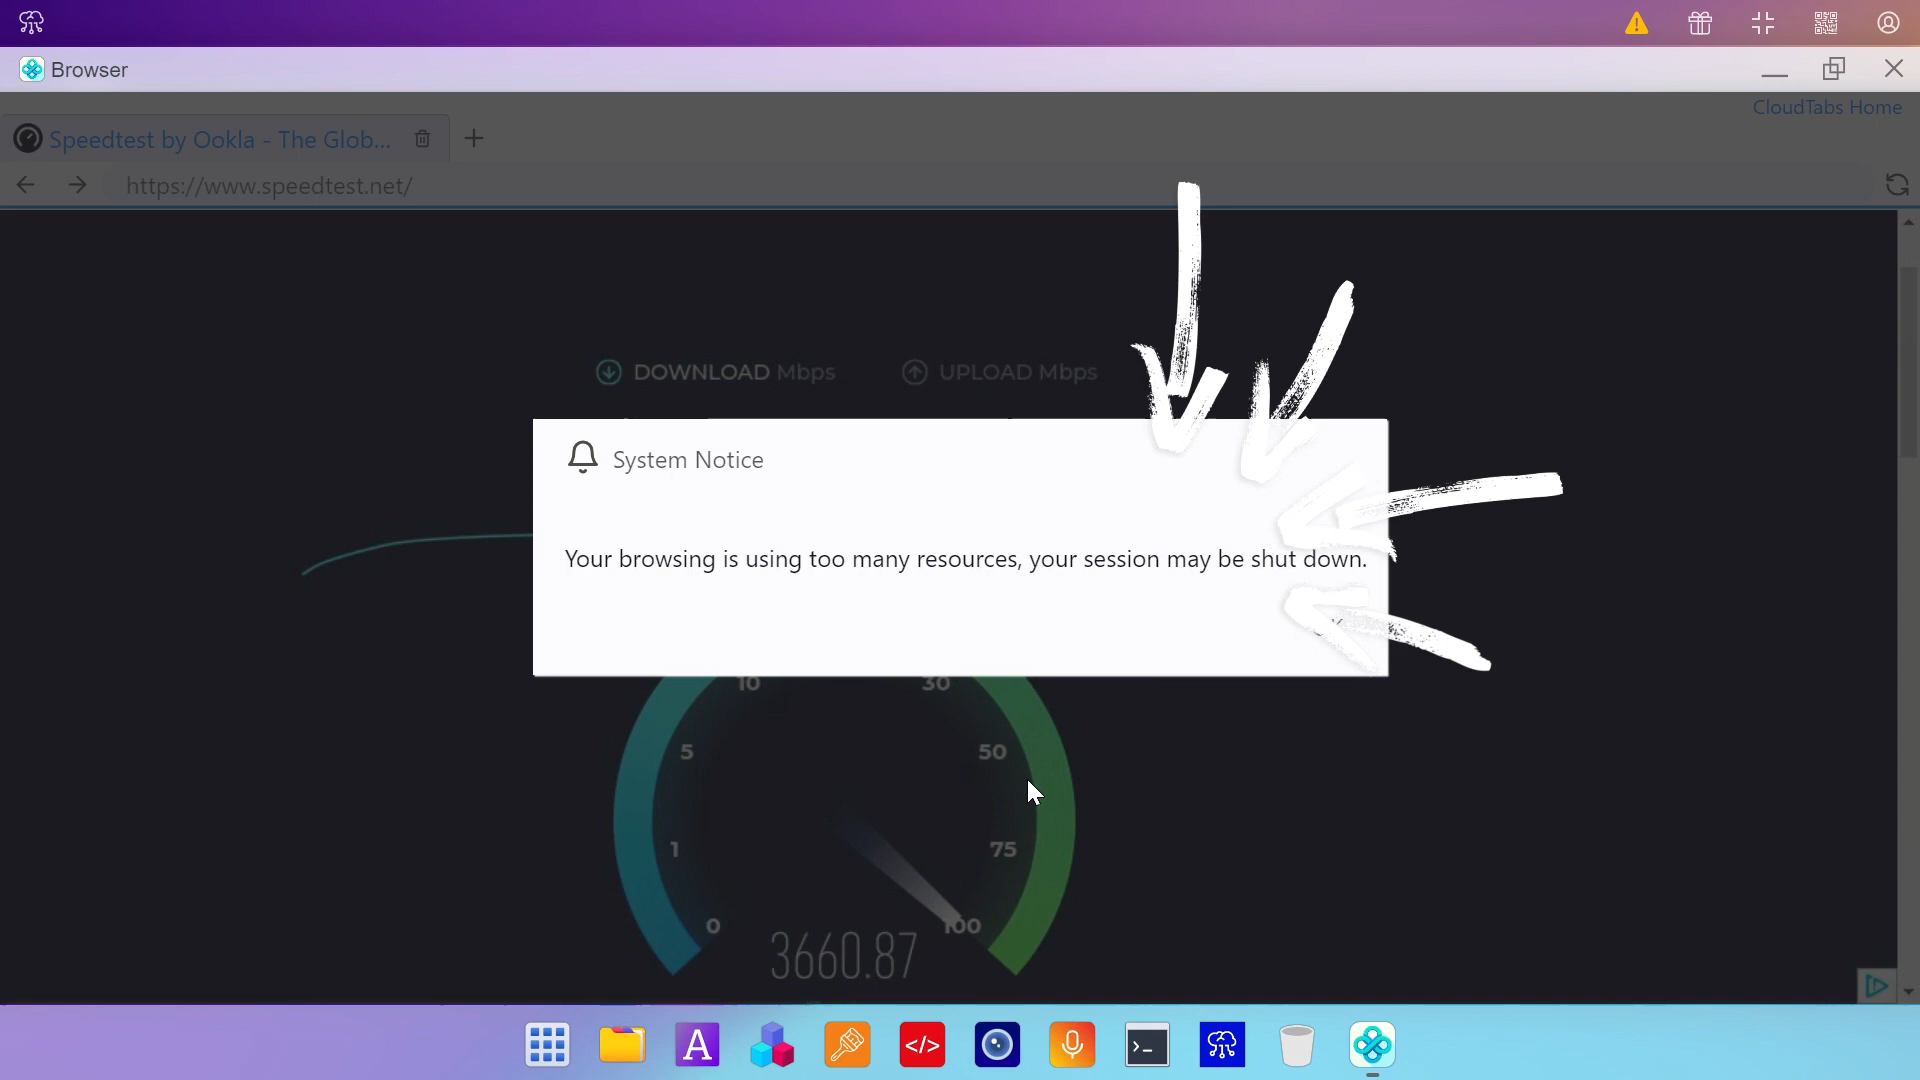 Browser
CloudTabs Home
Speedtest by Ookla - The Glob...
https://www.speedtest.net/
DOWNLOAD Mbps
UPLOAD Mbps
System Notice
Your browsing is using too many resources, your session may be shut down.
10
30
5
50
1
75
0
100
3660.87
A
</>
>_